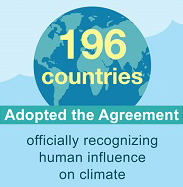 196
countries
Adopted the Agreement
officially recognizing
human influence
on climate